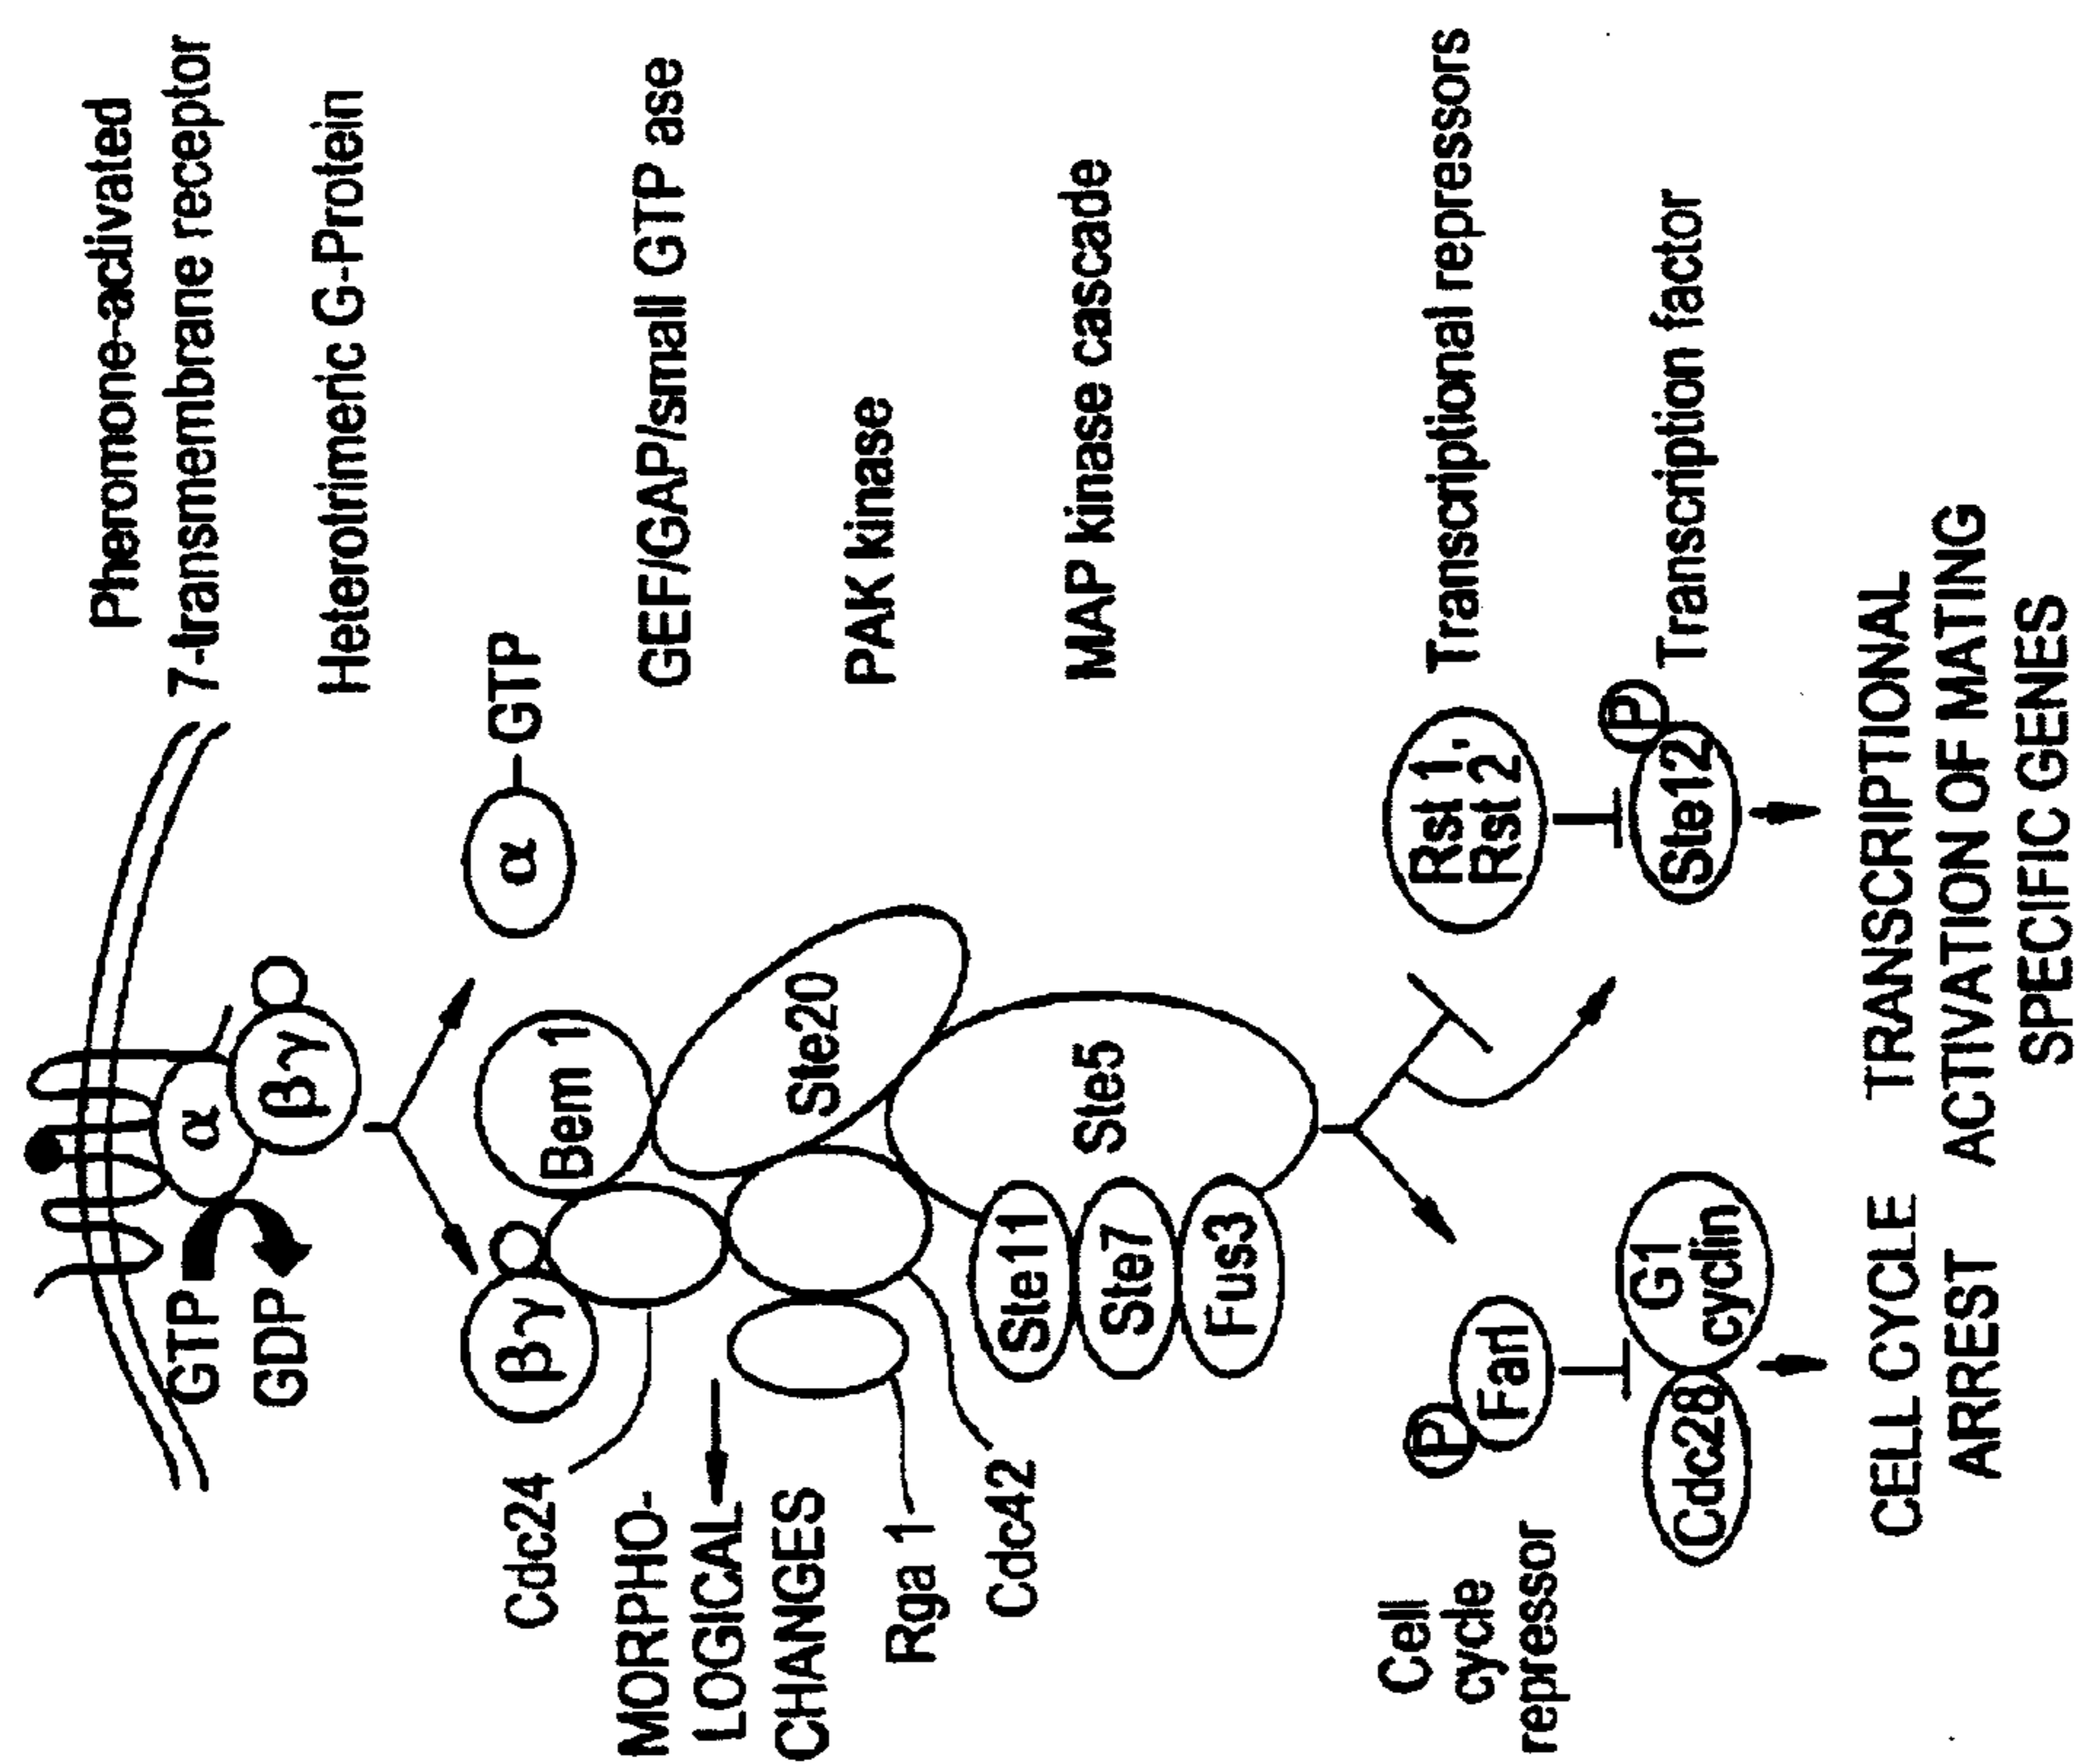 Pheromone-activated
7-transmembrane receptor
Heterotrimeric G-Protein
GTP
GDP
α
βγ
α
GTP
βγ
Bem 1
Cdc24
GEF/GAP/small GTP ase
MORPHO-
LOGICAL
CHANGES
Ste20
PAK kinase
Rga 1
Cdc42
Ste5
MAP kinase cascade
Ste11
Ste7
Fus3
Cell
cycle
repressor
P
Farl
Rst 1,
Rst 2
Transcriptional repressors
G1
cyclin
Cdc28
P
Ste12
Transcription factor
CELL CYCLE
ARREST
TRANSCRIPTIONAL
ACTIVATION OF MATING
SPECIFIC GENES